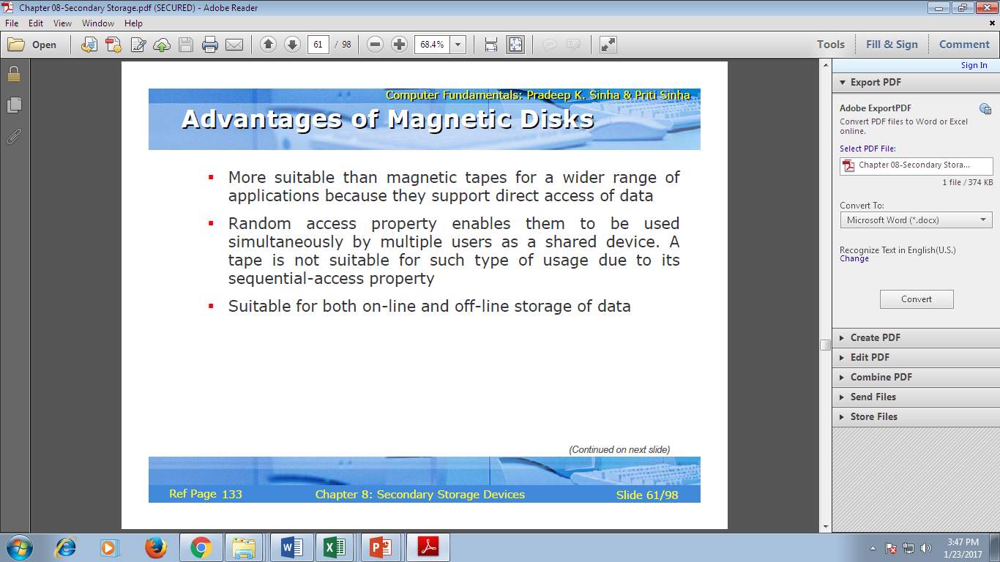 Chapter 08-Secondary Storage.pdf (SECURED) - Adobe Reader
File Edit View Window Help
Open 61 / 98 68.4% Tools Fill & Sign Comment
Sign In
Computer Fundamentals: Pradeep K. Sinha & Priti Sinha
Advantages of Magnetic Disks
More suitable than magnetic tapes for a wider range of
applications because they support direct access of data
Random access property enables them to be used
simultaneously by multiple users as a shared device. A
tape is not suitable for such type of usage due to its
sequential-access property
Suitable for both on-line and off-line storage of data
(Continued on next slide)
Ref Page 133 Chapter 8: Secondary Storage Devices Slide 61/98
Export PDF
Adobe ExportPDF
Convert PDF files to Word or Excel
online.
Select PDF File:
Chapter 08-Secondary Stora...
1 file / 374 KB
Convert To:
Microsoft Word (*.docx)
Recognize Text in English(U.S.)
Change
Convert
Create PDF
Edit PDF
Combine PDF
Send Files
Store Files
3:47 PM
1/23/2017